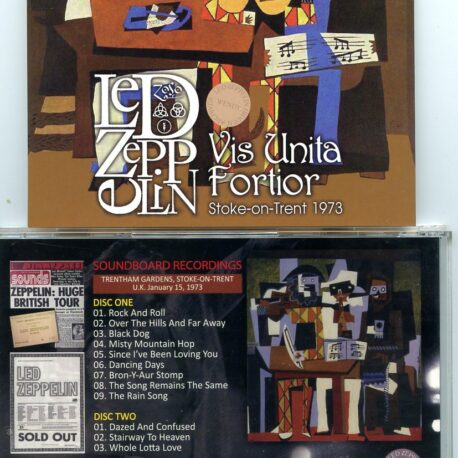 LED
ZoSo
ZEPP
ELIN
WENDY
Vis Unita
Fortior
Stoke-on-Trent 1973
sounds
ZEPPELIN: HUGE
BRITISH TOUR
LED
ZEPPELIN
SOLD OUT
SOUNDBOARD RECORDINGS
TRENTHAM GARDENS, STOKE-ON-TRENT
U.K. January 15, 1973
DISC ONE
01. Rock And Roll
02. Over The Hills And Far Away
03. Black Dog
04. Misty Mountain Hop
05. Since I've Been Loving You
06. Dancing Days
07. Bron-Y-Aur Stomp
08. The Song Remains The Same
09. The Rain Song
DISC TWO
01. Dazed And Confused
02. Stairway To Heaven
03. Whole Lotta Love